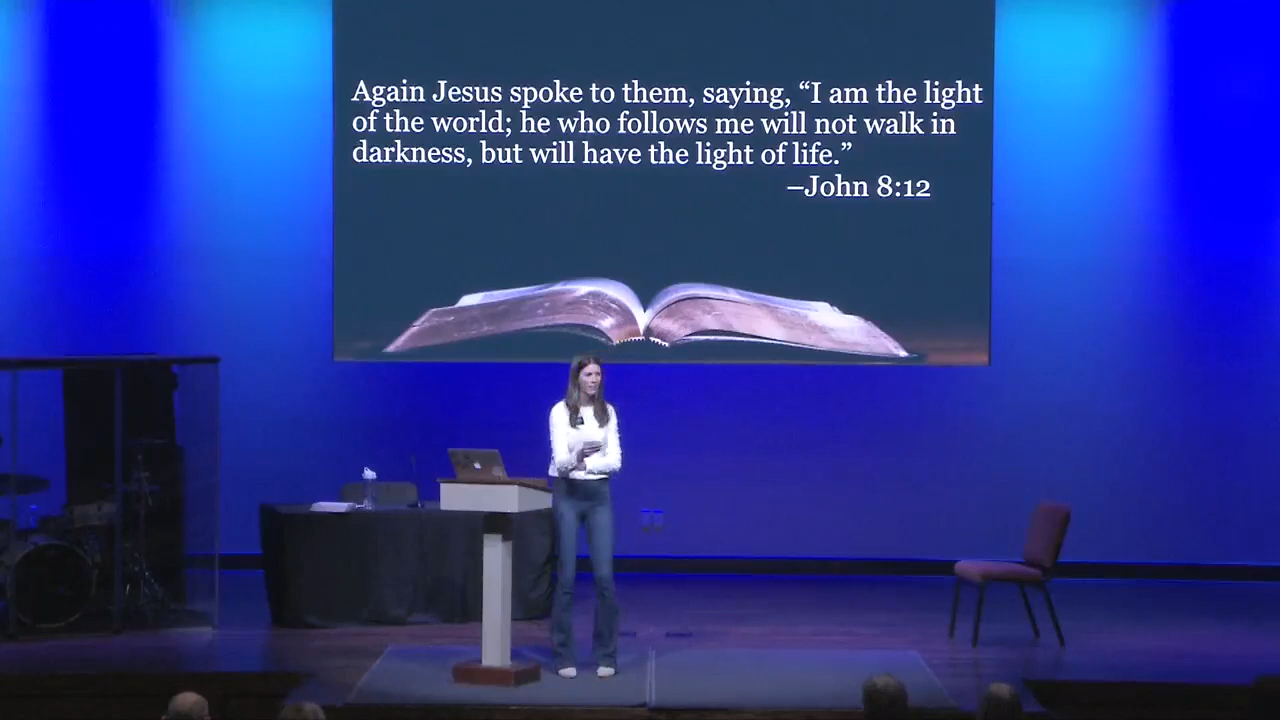 Again Jesus spoke to them, saying, “I am the light
of the world; he who follows me will not walk in
darkness, but will have the light of life.”
–John 8:12